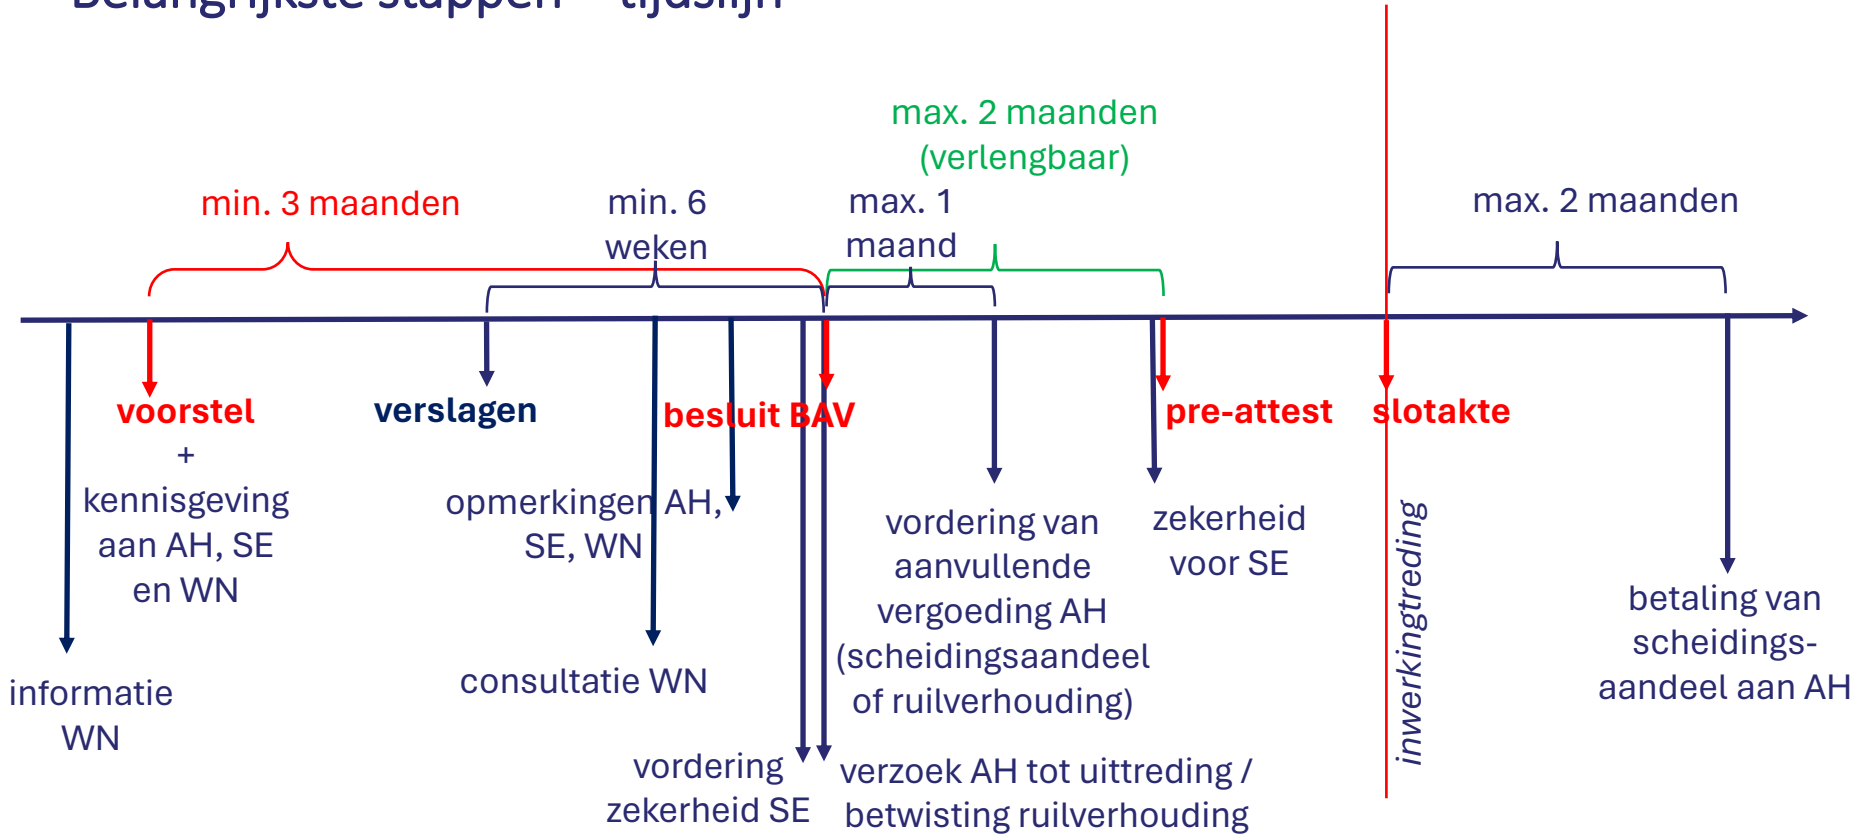 Belangrijkste stappen – tijdslijn
max. 2 maanden
(verlengbaar)
min. 3 maanden
min. 6
weken
max. 1
maand
max. 2 maanden
voorstel
+
kennisgeving
aan AH, SE
en WN
verslagen
besluit BAV
pre-attest
slotakte
opmerkingen AH,
SE, WN
vordering van
aanvullende
vergoeding AH
(scheidingsaandeel
of ruilverhouding)
zekerheid
voor SE
inwerkingtreding
betaling van
scheidings-
aandeel aan AH
informatie
WN
consultatie WN
vordering
zekerheid SE
verzoek AH tot uittreding /
betwisting ruilverhouding